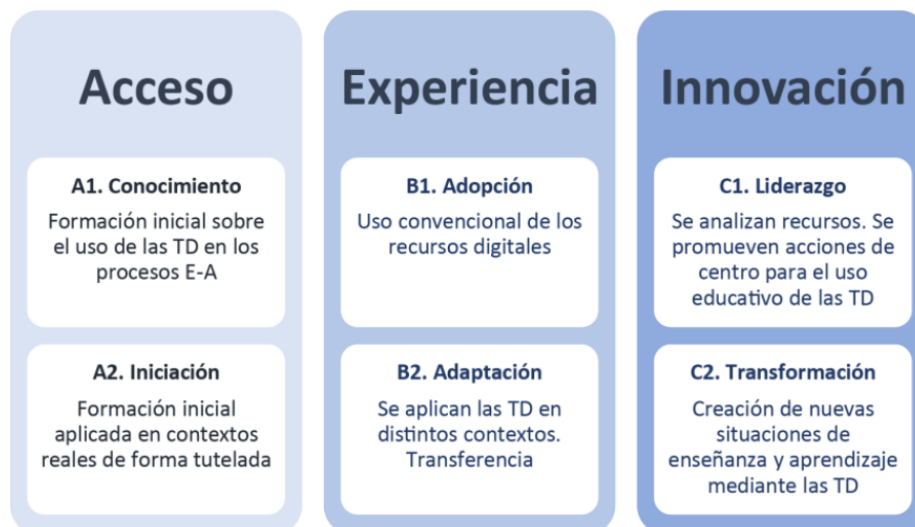 Acceso
A1. Conocimiento
Formación inicial sobre
el uso de las TD en los
procesos E-A
A2. Iniciación
Formación inicial
aplicada en contextos
reales de forma tutelada
Experiencia
B1. Adopción
Uso convencional de los
recursos digitales
B2. Adaptación
Se aplican las TD en
distintos contextos.
Transferencia
Innovación
C1. Liderazgo
Se analizan recursos. Se
promueven acciones de
centro para el uso
educativo de las TD
C2. Transformación
Creación de nuevas
situaciones de
enseñanza y aprendizaje
mediante las TD